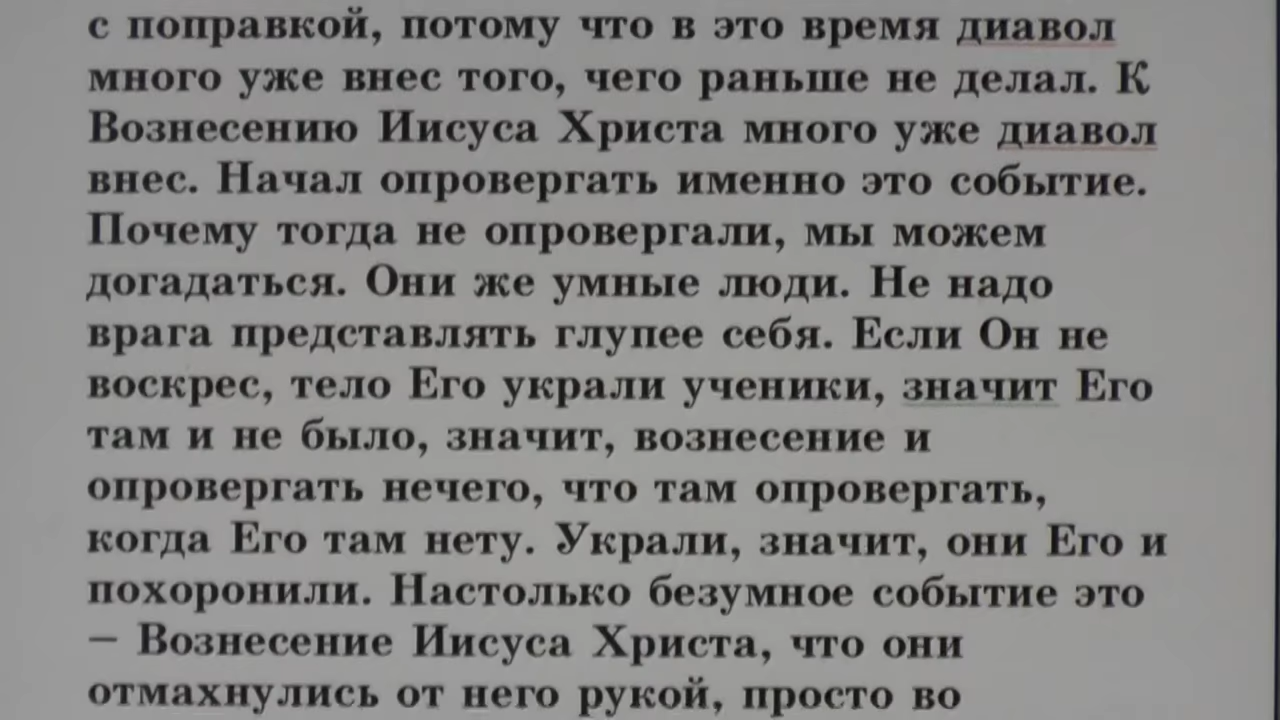 с поправкой, потому что в это время диавол
много уже внес того, чего раньше не делал. К
Вознесению Иисуса Христа много уже диавол
внес. Начал опровергать именно это событие.
Почему тогда не опровергали, мы можем
догадаться. Они же умные люди. Не надо
врага представлять глупее себя. Если Он не
воскрес, тело Его украли ученики, значит Его
там и не было, значит, вознесение и
опровергать нечего, что там опровергать,
когда Его там нету. Украли, значит, они Его и
похоронили. Настолько безумное событие это
– Вознесение Иисуса Христа, что они
отмахнулись от него рукой, просто во